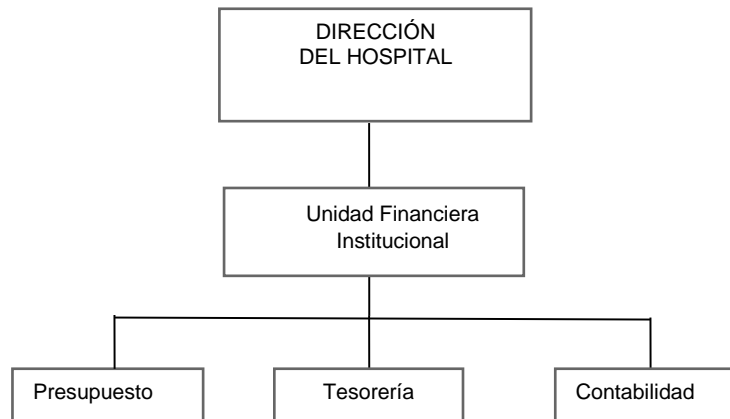 DIRECCIÓN
DEL HOSPITAL
Unidad Financiera
Institucional
Presupuesto
Tesorería
Contabilidad